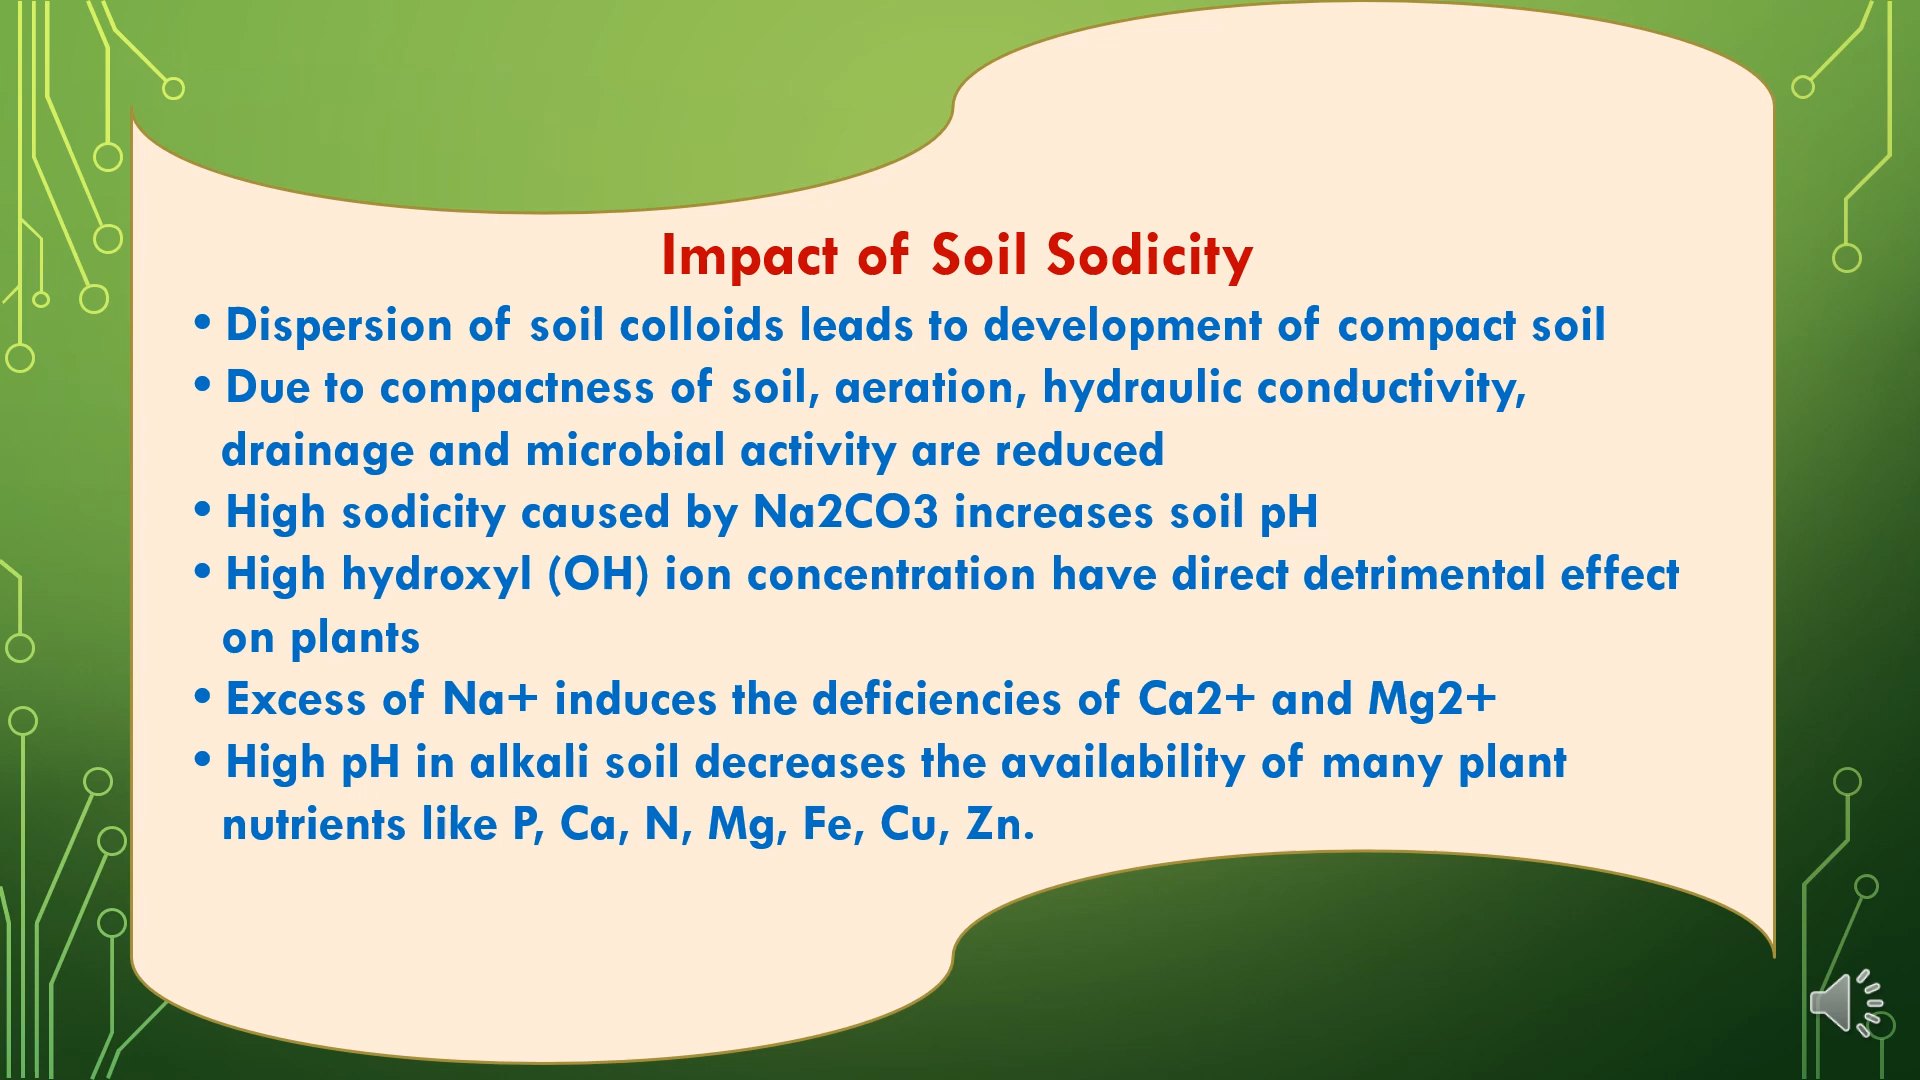 Impact of Soil Sodicity
• Dispersion of soil colloids leads to development of compact soil
• Due to compactness of soil, aeration, hydraulic conductivity,
drainage and microbial activity are reduced
• High sodicity caused by Na2CO3 increases soil pH
• High hydroxyl (OH) ion concentration have direct detrimental effect
on plants
• Excess of Na+ induces the deficiencies of Ca2+ and Mg2+
• High pH in alkali soil decreases the availability of many plant
nutrients like P, Ca, N, Mg, Fe, Cu, Zn.